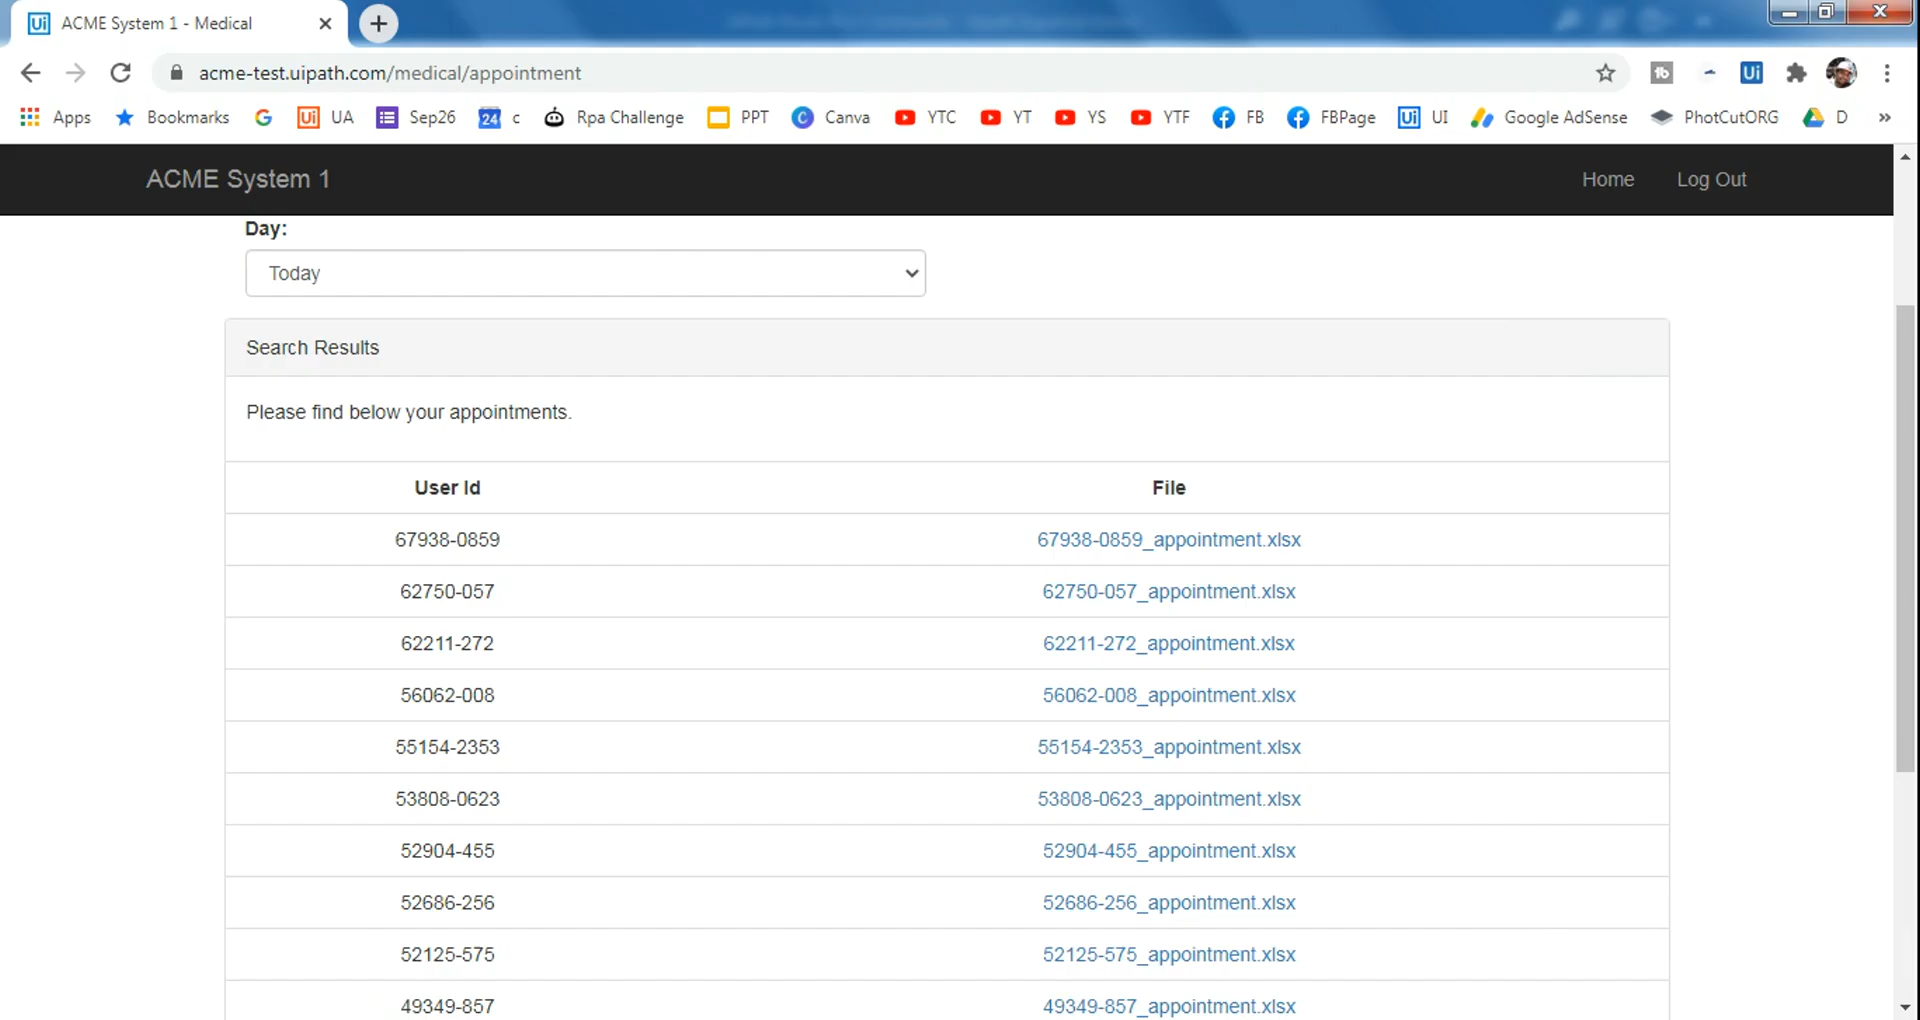 ACME System 1 - Medical
acme-test.uipath.com/medical/appointment
Apps Bookmarks UA Sep26 24 c Rpa Challenge PPT Canva YTC YT YS YTF FB FBPage UI Google AdSense PhotCutORG D »
ACME System 1 Home Log Out
Day:
Today
Search Results
Please find below your appointments.
User Id File
67938-0859 67938-0859_appointment.xlsx
62750-057 62750-057_appointment.xlsx
62211-272 62211-272_appointment.xlsx
56062-008 56062-008_appointment.xlsx
55154-2353 55154-2353_appointment.xlsx
53808-0623 53808-0623_appointment.xlsx
52904-455 52904-455_appointment.xlsx
52686-256 52686-256_appointment.xlsx
52125-575 52125-575_appointment.xlsx
49349-857 49349-857_appointment.xlsx